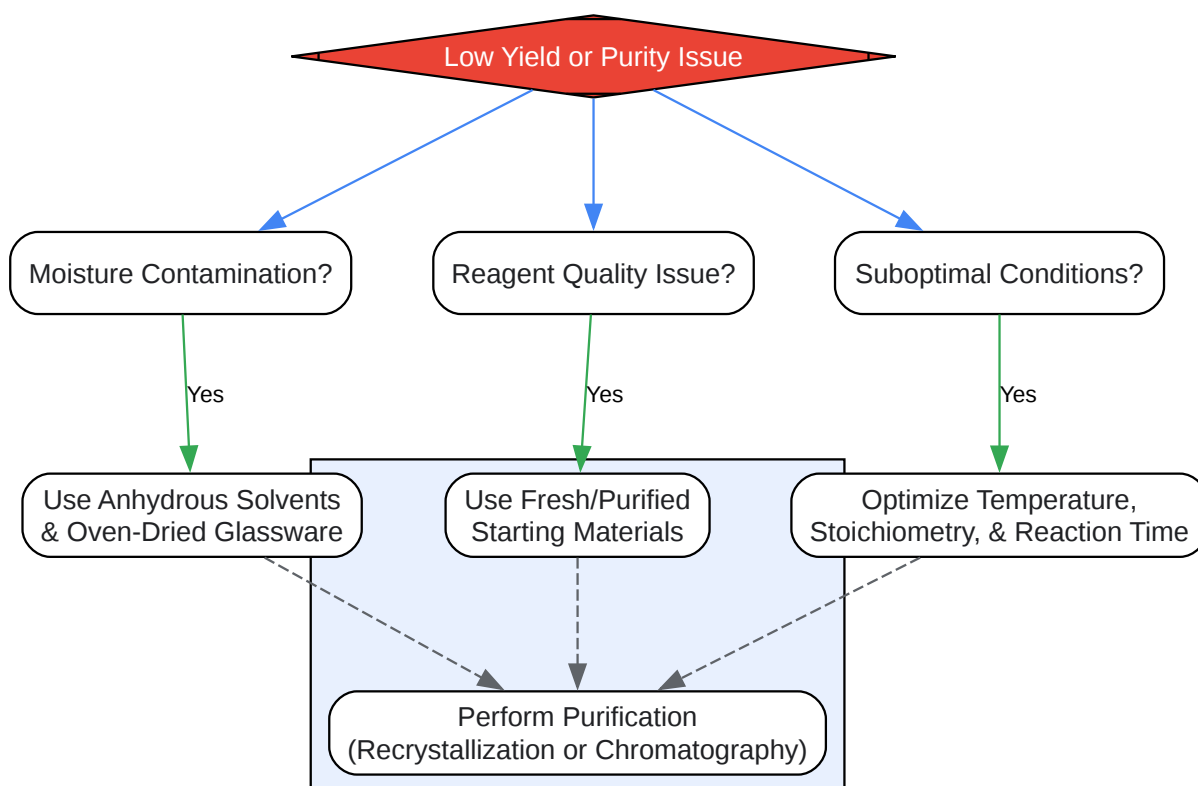 Low Yield or Purity Issue
Moisture Contamination?
Reagent Quality Issue?
Suboptimal Conditions?
Yes
Yes
Yes
Use Anhydrous Solvents
& Oven-Dried Glassware
Use Fresh/Purified
Starting Materials
Optimize Temperature,
Stoichiometry, & Reaction Time
Perform Purification
(Recrystallization or Chromatography)